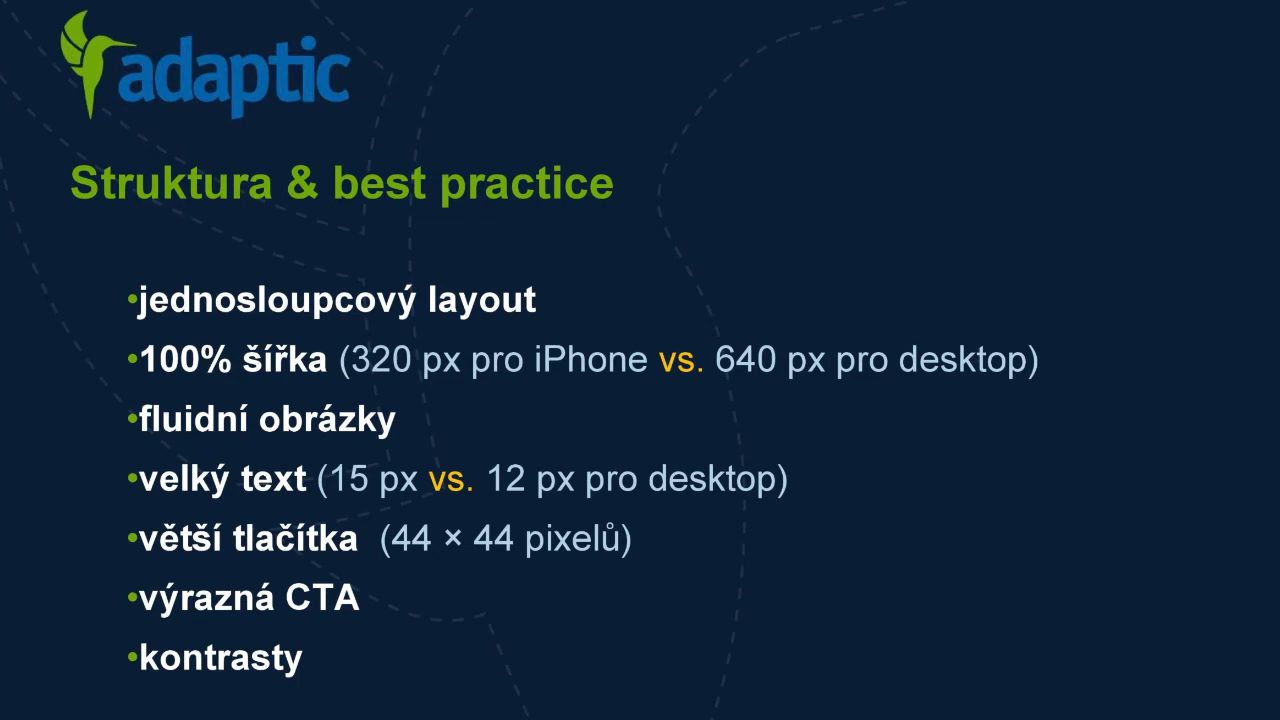 adaptic
Struktura & best practice
•jednosloupcový layout
•100% šířka (320 px pro iPhone vs. 640 px pro desktop)
•fluidní obrázky
•velký text (15 px vs. 12 px pro desktop)
•větší tlačítka (44 × 44 pixelů)
•výrazná CTA
•kontrasty